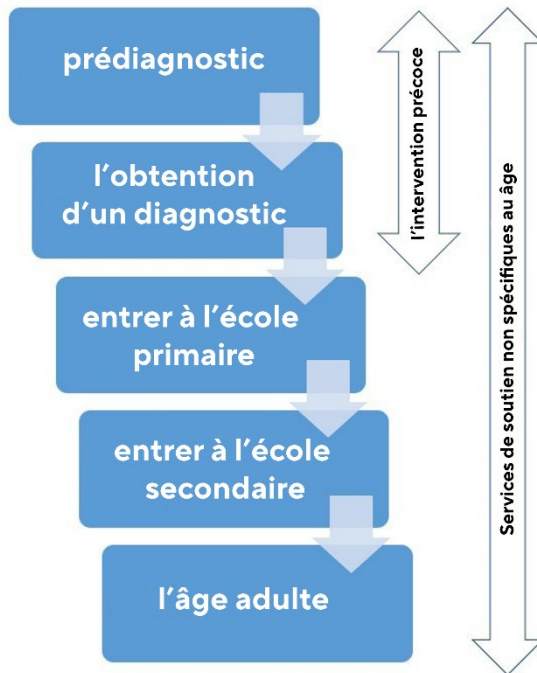 prédiagnostic
l'obtention
d'un diagnostic
entrer à l'école
primaire
entrer à l'école
secondaire
l'âge adulte
l'intervention précoce
Services de soutien non spécifiques au âge